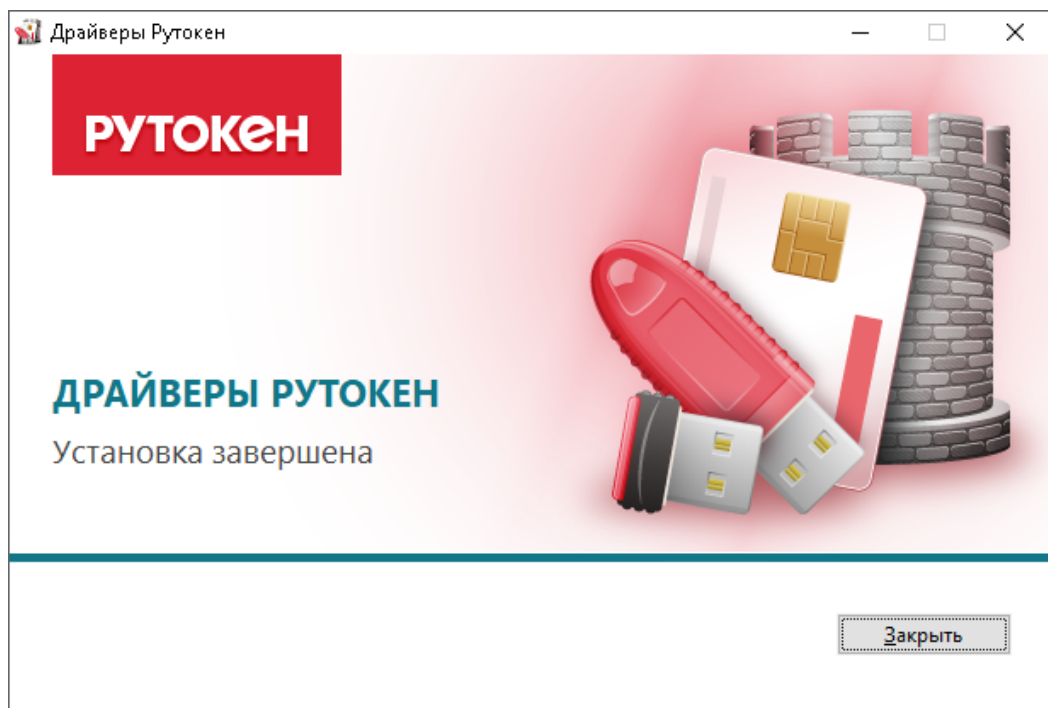 Драйверы Рутокен
РУТОКЕН
ДРАЙВЕРЫ РУТОКЕН
Установка завершена
Закрыть